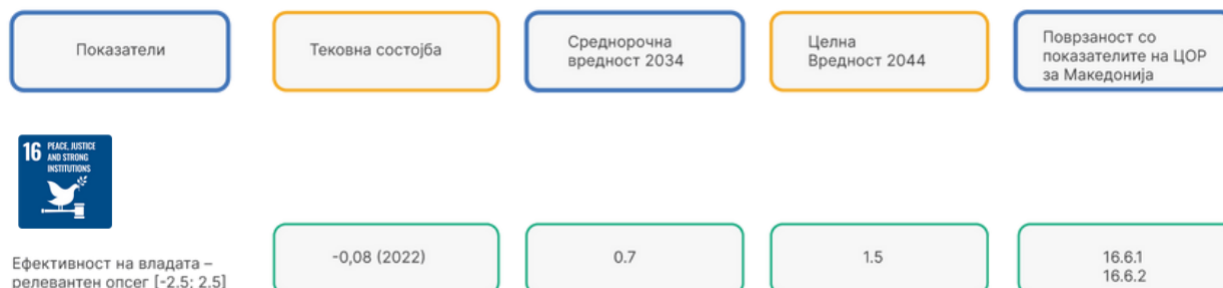 Показатели
Тековна состојба
Среднорочна
вредност 2034
Целна
Вредност 2044
Поврзаност со
показателите на ЦОР
за Македонија
16 PEACE, JUSTICE
AND STRONG
INSTITUTIONS
Ефективност на владата –
релевантен опсег [-2.5; 2.5]
-0,08 (2022)
0.7
1.5
16.6.1
16.6.2